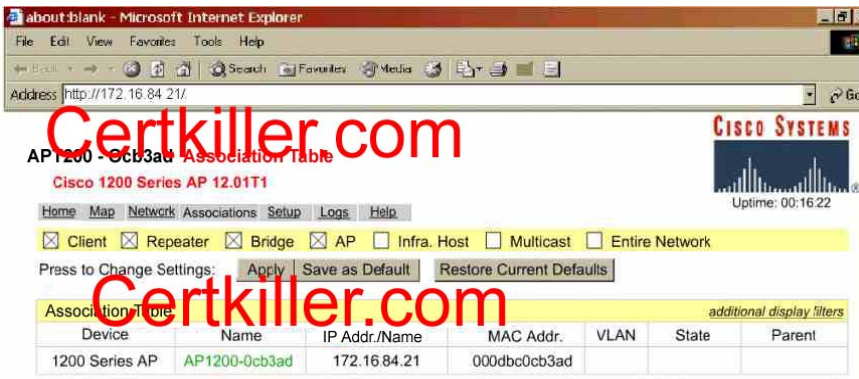 about:blank - Microsoft Internet Explorer
File Edit View Favorites Tools Help
Back Search Favorites Media
Address http://172.16.84.21/ Go
Certkiller.com
CISCO SYSTEMS
AP1200 - 0cb3ad Association Table
Cisco 1200 Series AP 12.01T1
Uptime: 00:16:22
Home Map Network Associations Setup Logs Help
Client Repeater Bridge AP Infra. Host Multicast Entire Network
Press to Change Settings: Apply Save as Default Restore Current Defaults
Certkiller.com
Association Table additional display filters
Device Name IP Addr./Name MAC Addr. VLAN State Parent
1200 Series AP AP1200-0cb3ad 172.16.84.21 000dbc0cb3ad